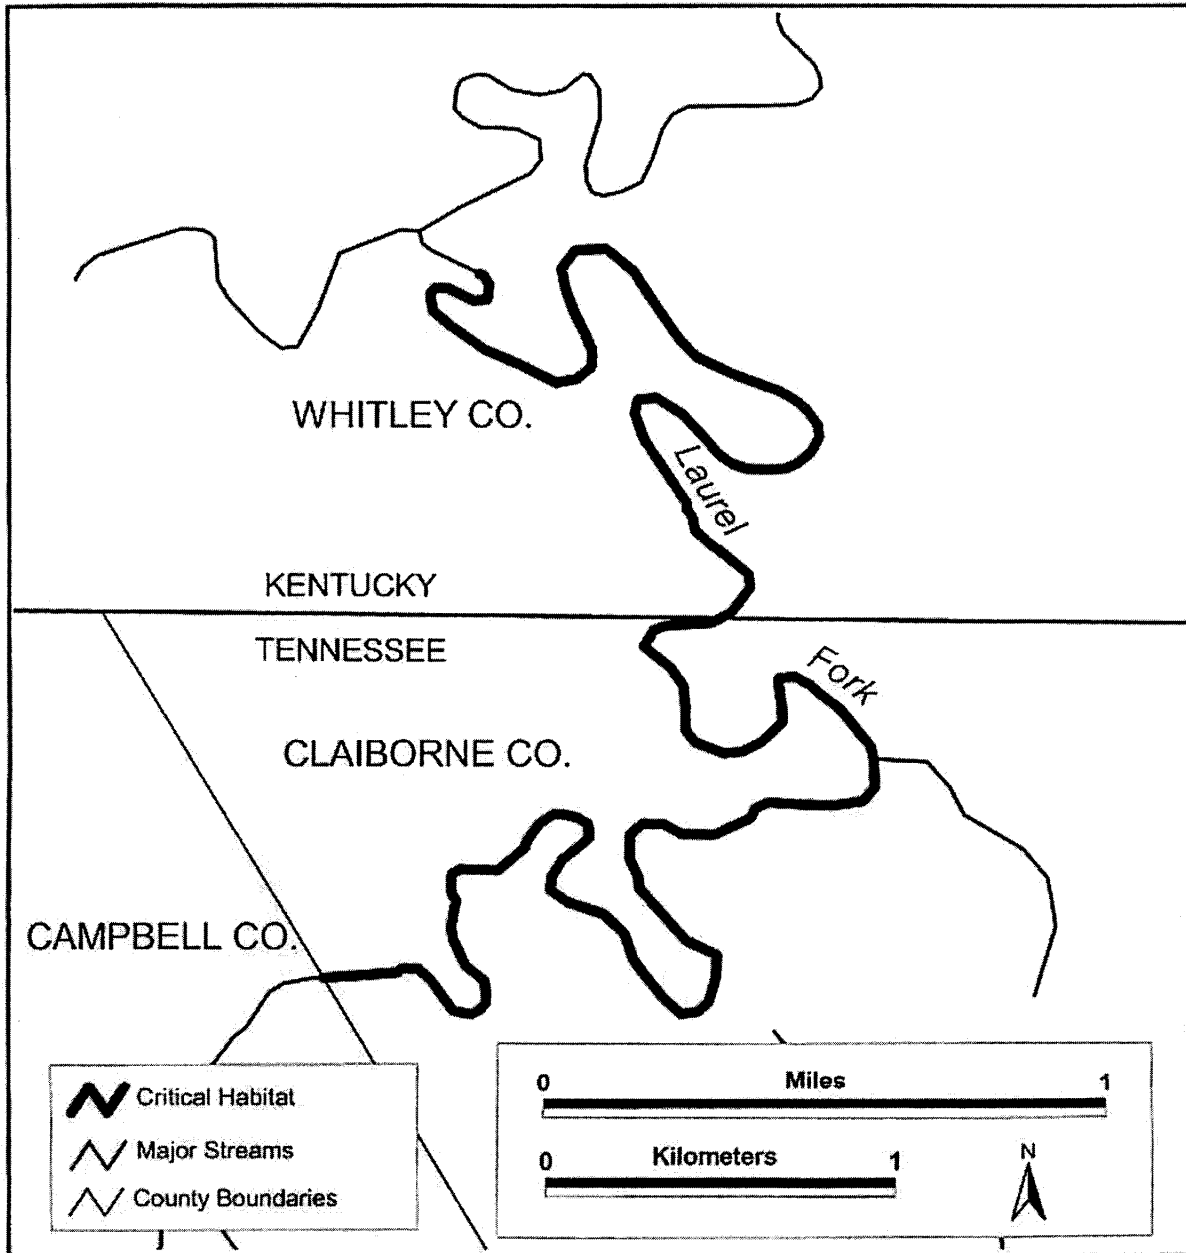 WHITLEY CO.
Laurel
KENTUCKY
TENNESSEE
Fork
CLAIBORNE CO.
CAMPBELL CO.
Critical Habitat
Major Streams
County Boundaries
0 Miles 1
0 Kilometers 1
N